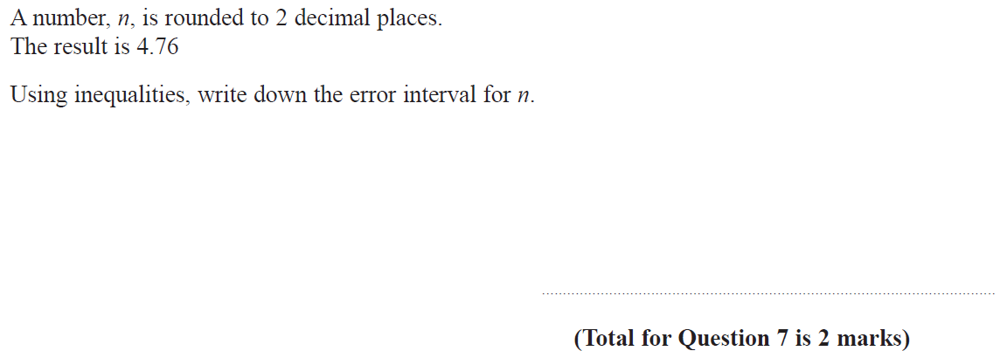 A number, n, is rounded to 2 decimal places.
The result is 4.76
Using inequalities, write down the error interval for n.
(Total for Question 7 is 2 marks)